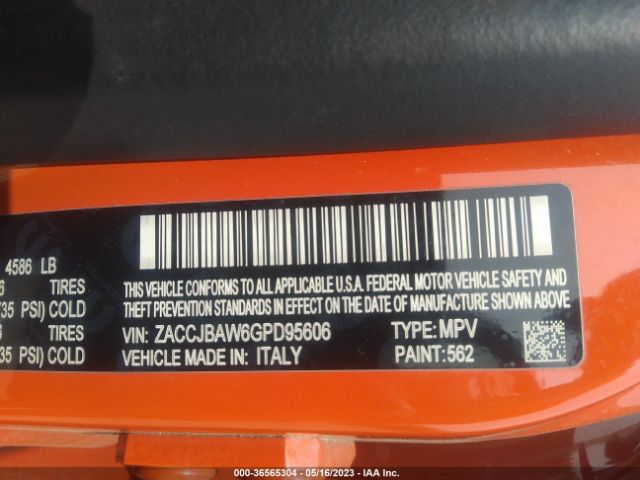 4586 LB
THIS VEHICLE CONFORMS TO ALL APPLICABLE U.S.A. FEDERAL MOTOR VEHICLE SAFETY AND
6 TIRES
THEFT PREVENTION STANDARDS IN EFFECT ON THE DATE OF MANUFACTURE SHOWN ABOVE
35 PSI) COLD
TIRES VIN: ZACCJBAW6GPD95606 TYPE: MPV
35 PSI) COLD VEHICLE MADE IN: ITALY PAINT: 562
000-36565304 - 05/16/2023 - IAA Inc.